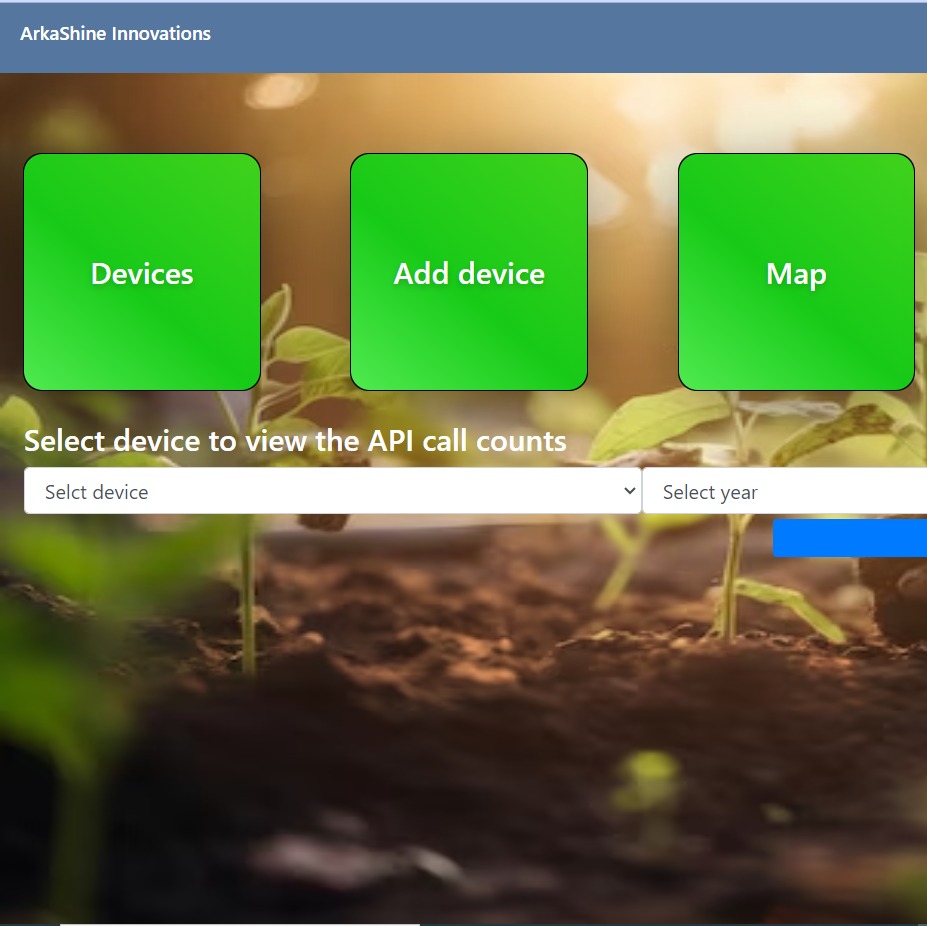 ArkaShine Innovations
Devices
Add device
Map
Select device to view the API call counts
Selct device
Select year